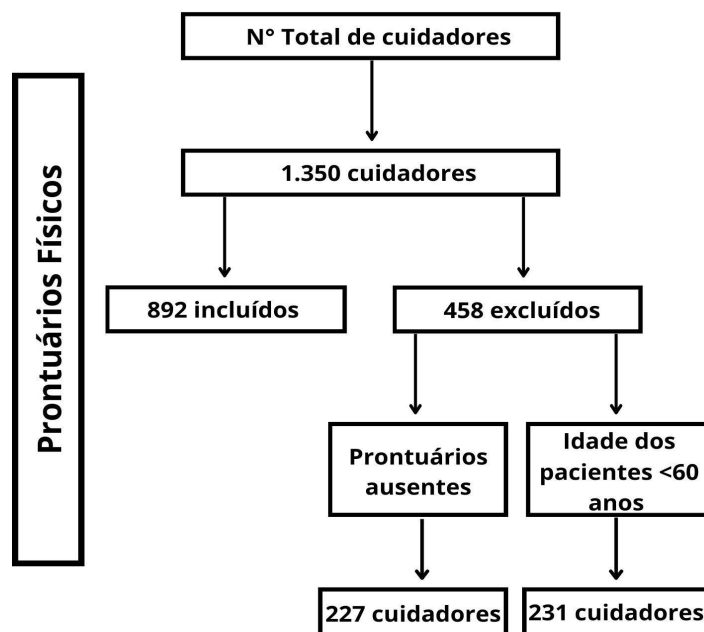 N° Total de cuidadores
Prontuários Físicos
1.350 cuidadores
892 incluídos
458 excluídos
Prontuários
ausentes
Idade dos
pacientes <60
anos
227 cuidadores
231 cuidadores